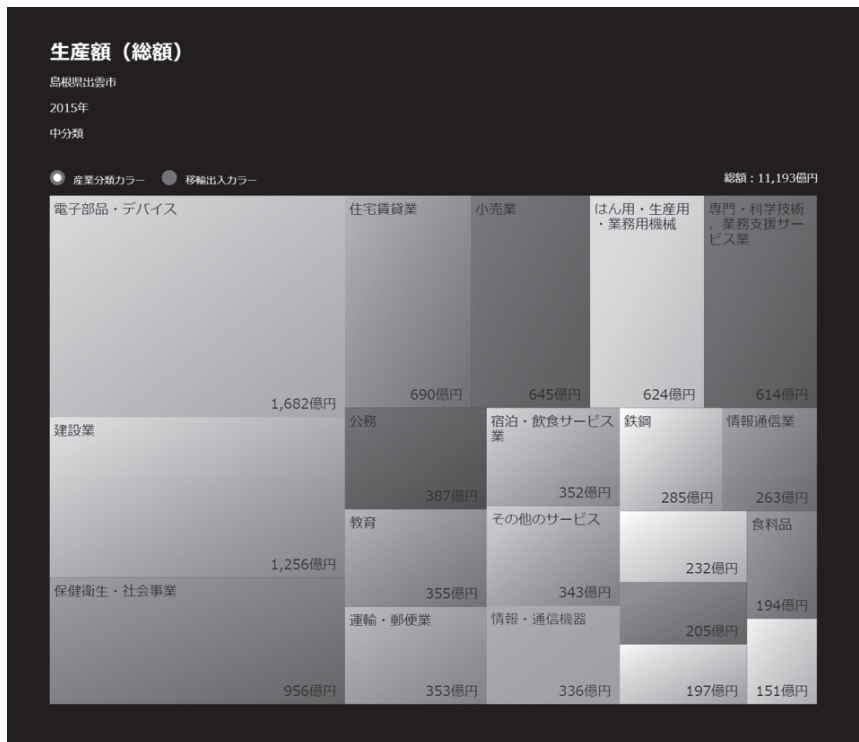 生産額（総額）
島根県出雲市
2015年
中分類
産業分類カラー
移輸出入カラー
総額：11,193億円
電子部品・デバイス
1,682億円
建設業
1,256億円
保健衛生・社会事業
956億円
住宅賃貸業
690億円
小売業
645億円
はん用・生産用
・業務用機械
624億円
専門・科学技術
、業務支援サー
ビス業
614億円
公務
387億円
教育
355億円
運輸・郵便業
353億円
宿泊・飲食サービス
業
352億円
その他のサービス
343億円
情報・通信機器
336億円
鉄鋼
285億円
情報通信業
263億円
232億円
205億円
197億円
食料品
194億円
151億円